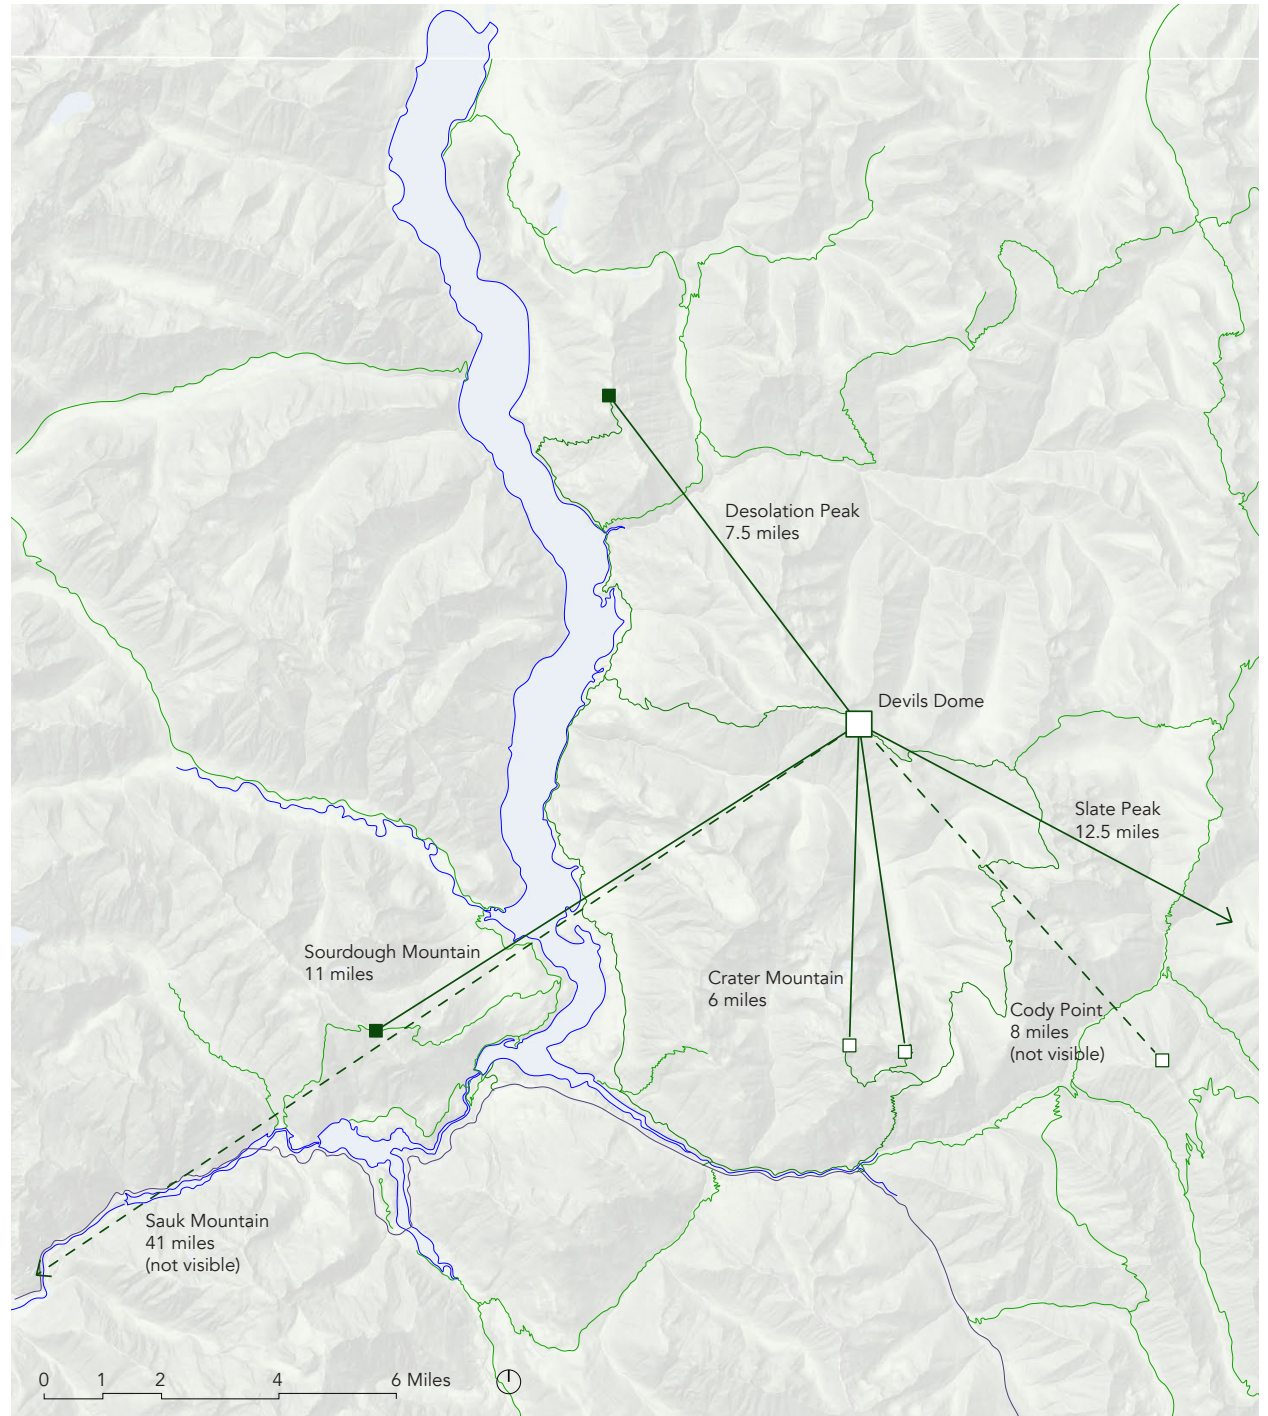 Desolation Peak
7.5 miles
Devils Dome
Slate Peak
12.5 miles
Sourdough Mountain
11 miles
Crater Mountain
6 miles
Cody Point
8 miles
(not visible)
Sauk Mountain
41 miles
(not visible)
0 1 2 4 6 Miles